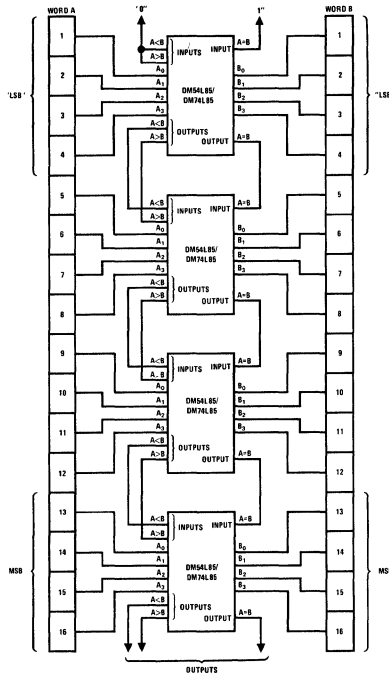 WORD A "0" 1" WORD B
1 A<B INPUTS INPUT A=B 1
A>B
A0 B0
2 A1 DM54L85/ B1 2
'LSB' A2 DM74L85 B2 "LSB
3 A3 B3 3
A<B OUTPUTS
4 A>B OUTPUT A=B 4
5 A<B INPUTS INPUT A=B 5
A>B
A0 B0
6 A1 DM54L85/ B1 6
A2 DM74L85 B2
7 A3 B3 7
A<B OUTPUTS
8 A>B OUTPUT A=B 8
9 A<B INPUTS INPUT A=B 9
A-B
A0 B0
10 A1 DM54L85/ B1 10
A2 DM74L85 B2
11 A3 B3 11
A<B OUTPUTS
12 A>B OUTPUT A=B 12
13 A<B INPUTS INPUT A=B 13
A>B
A0 B0
14 A1 DM54L85/ B1 14
MSB A2 DM74L85 B2 MS
15 A3 B3 15
A<B OUTPUTS
16 A>B OUTPUT A=B 16
OUTPUTS